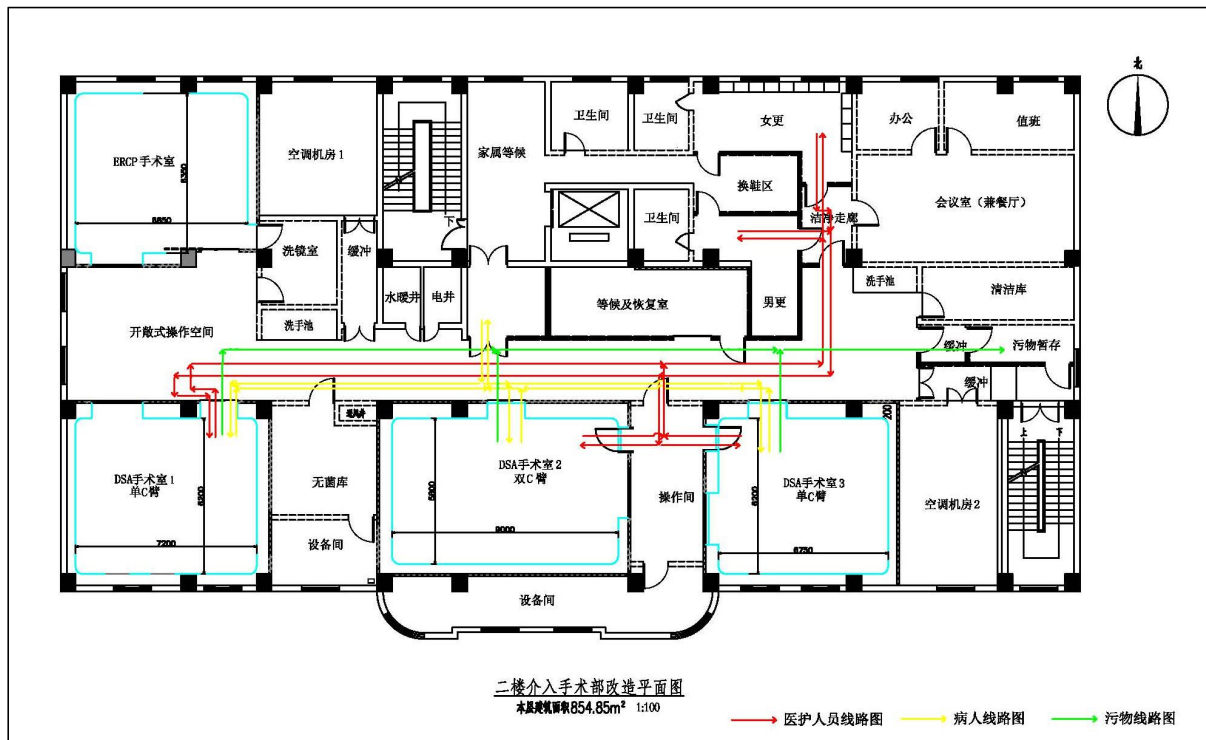 北
卫生间
卫生间
女更
办公
值班
ERCP 手术室
空调机房 1
家属等候
8320
换鞋区
6850
下
洗镜室
缓冲
卫生间
洁净走廊
会议室（兼餐厅）
水暖井
电井
等候及恢复室
男更
洗手池
清洁库
开敞式操作空间
洗手池
缓冲
污物暂存
缓冲
200
上
下
DSA手术室 1
单C臂
8200
无菌库
DSA手术室 2
双C臂
5800
操作间
DSA手术室 3
单C臂
8200
空调机房2
7200
设备间
9000
6750
设备间
二楼介入手术部改造平面图
本层建筑面积854.85m² 1:100
医护人员线路图
病人线路图
污物线路图